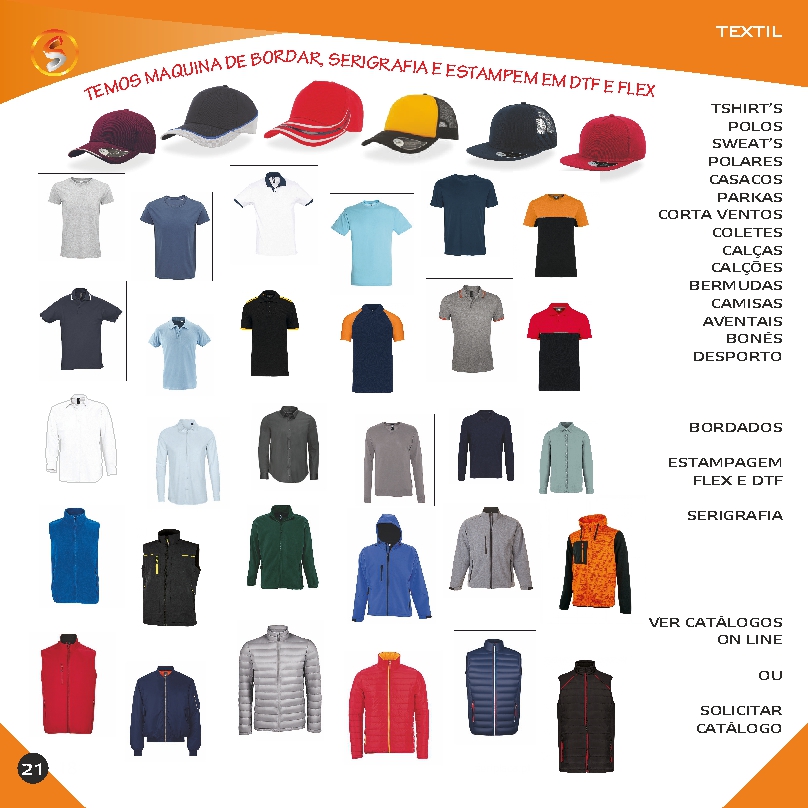 TEXTIL
TEMOS MAQUINA DE BORDAR, SERIGRAFIA E ESTAMPEM EM DTF E FLEX
TSHIRT'S
POLOS
SWEAT'S
POLARES
CASACOS
PARKAS
CORTA VENTOS
COLETES
CALÇAS
CALÇÕES
BERMUDAS
CAMISAS
AVENTAIS
BONÉS
DESPORTO
BORDADOS
ESTAMPAGEM
FLEX E DTF
SERIGRAFIA
VER CATÁLOGOS
ON LINE
OU
SOLICITAR
CATÁLOGO
21